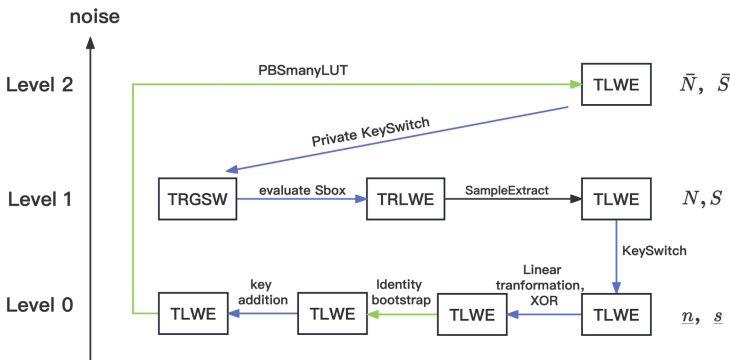 noise
PBSmanyLUT
Level 2
TLWE
N̄, S̄
Private KeySwitch
Level 1
TRGSW
evaluate Sbox
TRLWE
SampleExtract
TLWE
N, S
KeySwitch
Level 0
TLWE
key
addition
TLWE
Identity
bootstrap
TLWE
Linear
tranformation,
XOR
TLWE
n̲, s̲